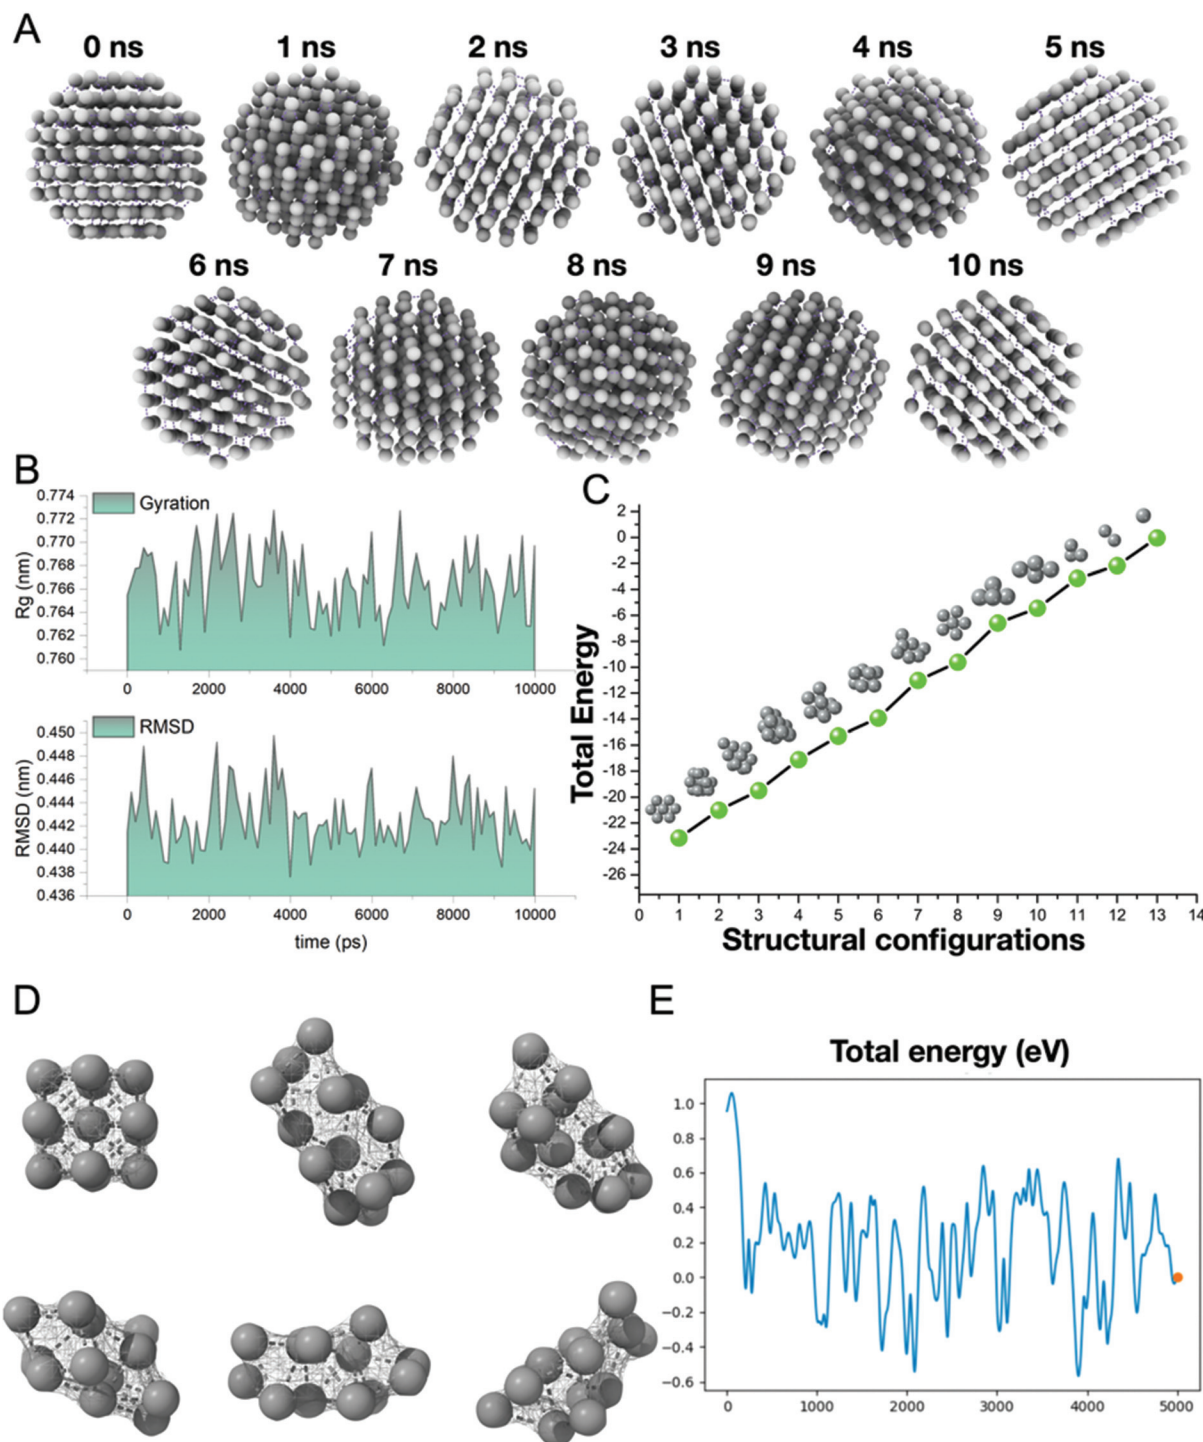 A
0 ns 1 ns 2 ns 3 ns 4 ns 5 ns
6 ns 7 ns 8 ns 9 ns 10 ns
B
Gyration
Rg (nm)
0.774
0.772
0.770
0.768
0.766
0.764
0.762
0.760
0 2000 4000 6000 8000 10000
RMSD
RMSD (nm)
0.450
0.448
0.446
0.444
0.442
0.440
0.438
0.436
0 2000 4000 6000 8000 10000
time (ps)
C
Total Energy
2
0
-2
-4
-6
-8
-10
-12
-14
-16
-18
-20
-22
-24
-26
0 1 2 3 4 5 6 7 8 9 10 11 12 13 14
Structural configurations
D
E
Total energy (eV)
1.0
0.8
0.6
0.4
0.2
0.0
−0.2
−0.4
−0.6
0 1000 2000 3000 4000 5000